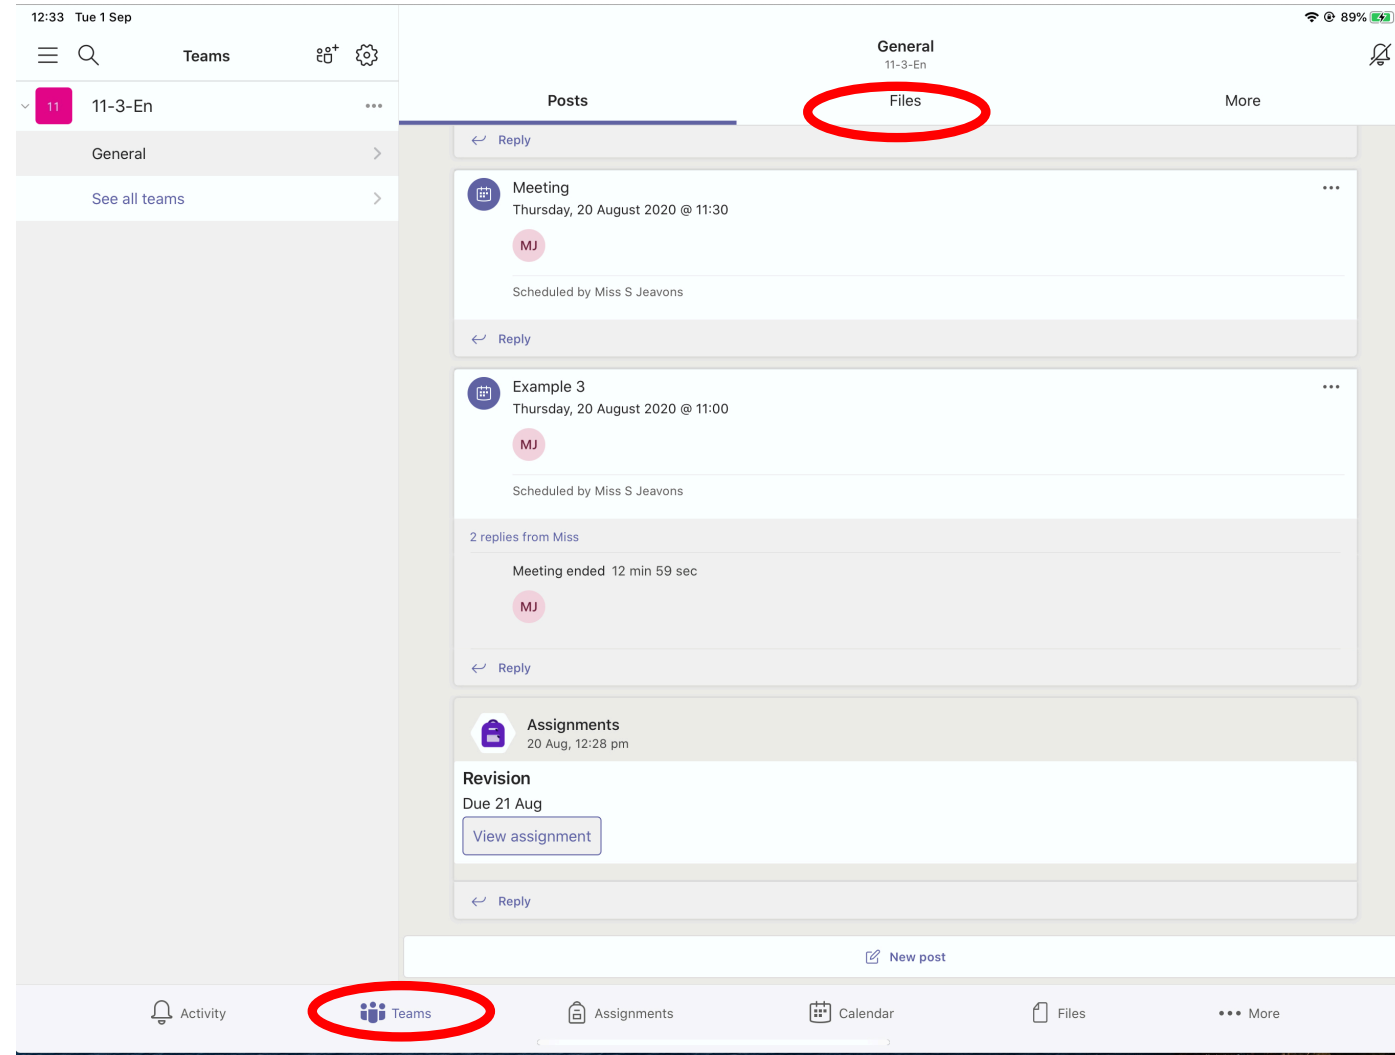 12:33 Tue 1 Sep
89%
Teams
General
11-3-En
Posts
Files
More
11
11-3-En
General
See all teams
Reply
Meeting
Thursday, 20 August 2020 @ 11:30
MJ
Scheduled by Miss S Jeavons
Reply
Example 3
Thursday, 20 August 2020 @ 11:00
MJ
Scheduled by Miss S Jeavons
2 replies from Miss
Meeting ended 12 min 59 sec
MJ
Reply
Assignments
20 Aug, 12:28 pm
Revision
Due 21 Aug
View assignment
Reply
New post
Activity
Teams
Assignments
Calendar
Files
More